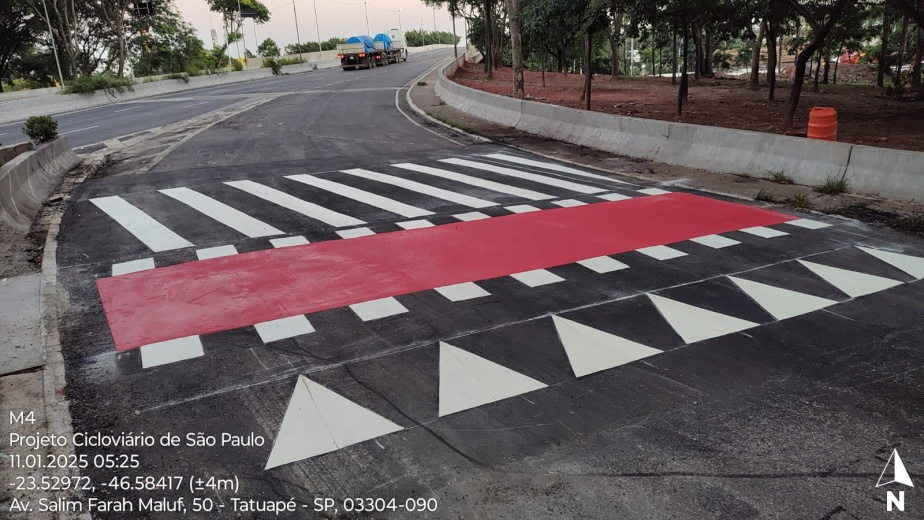 M4
Projeto Cicloviário de São Paulo
11.01.2025 05:25
-23.52972, -46.58417 (±4m)
Av. Salim Farah Maluf, 50 - Tatuapé - SP, 03304-090
N